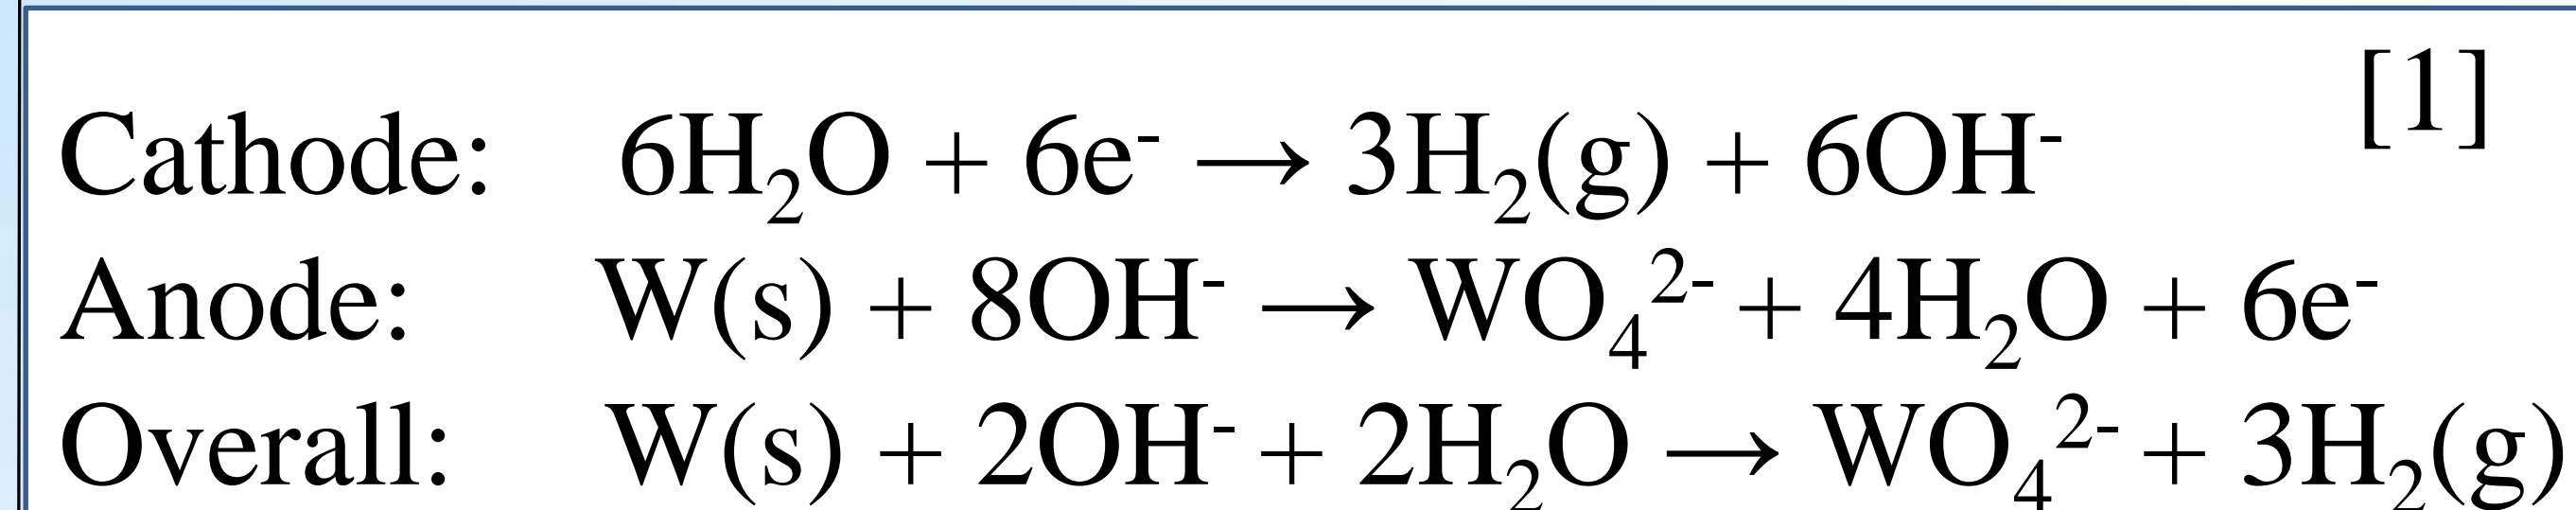 [1]
Cathode: 6H₂O + 6e⁻ → 3H₂(g) + 6OH⁻
Anode: W(s) + 8OH⁻ → WO₄²⁻ + 4H₂O + 6e⁻
Overall: W(s) + 2OH⁻ + 2H₂O → WO₄²⁻ + 3H₂(g)